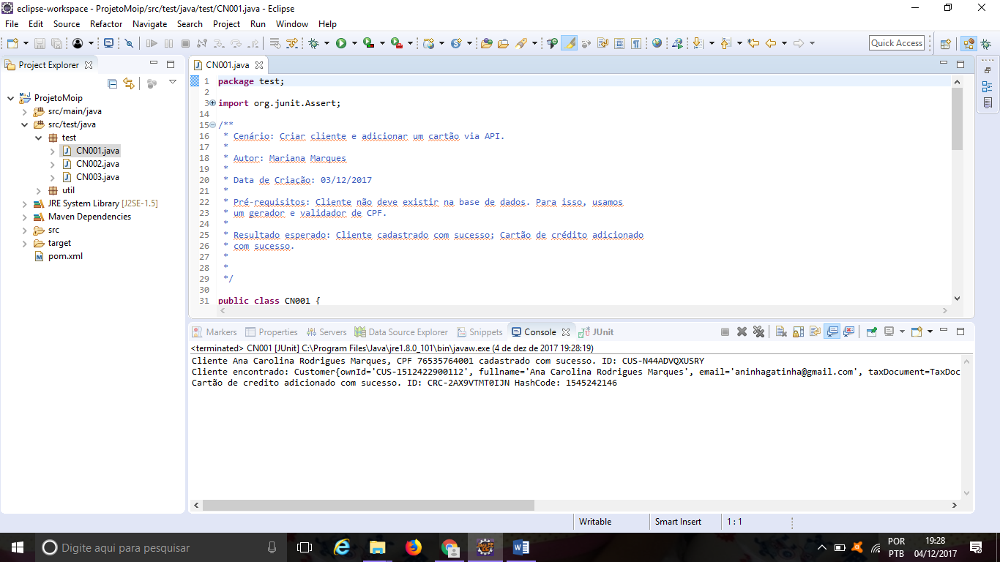 eclipse-workspace - ProjetoMoip/src/test/java/test/CN001.java - Eclipse
File Edit Source Refactor Navigate Search Project Run Window Help
Quick Access
Project Explorer
ProjetoMoip
src/main/java
src/test/java
test
CN001.java
CN002.java
CN003.java
util
JRE System Library [J2SE-1.5]
Maven Dependencies
src
target
pom.xml
CN001.java
1 package test;
2
3 import org.junit.Assert;
14
15 /**
16 * Cenário: Criar cliente e adicionar um cartão via API.
17 *
18 * Autor: Mariana Marques
19 *
20 * Data de Criação: 03/12/2017
21 *
22 * Pré-requisitos: Cliente não deve existir na base de dados. Para isso, usamos
23 * um gerador e validador de CPF.
24 *
25 * Resultado esperado: Cliente cadastrado com sucesso; Cartão de crédito adicionado
26 * com sucesso.
27 *
28 *
29 */
30
31 public class CN001 {
Markers Properties Servers Data Source Explorer Snippets Console JUnit
<terminated> CN001 [JUnit] C:\Program Files\Java\jre1.8.0_101\bin\javaw.exe (4 de dez de 2017 19:28:19)
Cliente Ana Carolina Rodrigues Marques, CPF 76535764001 cadastrado com sucesso. ID: CUS-N44ADVQXUSRY
Cliente encontrado: Customer{ownId='CUS-1512422900112', fullname='Ana Carolina Rodrigues Marques', email='aninhagatinha@gmail.com', taxDocument=TaxDoc
Cartão de credito adicionado com sucesso. ID: CRC-2AX9VTMT0IJN HashCode: 1545242146
Writable Smart Insert 1 : 1
Digite aqui para pesquisar
POR
PTB
19:28
04/12/2017